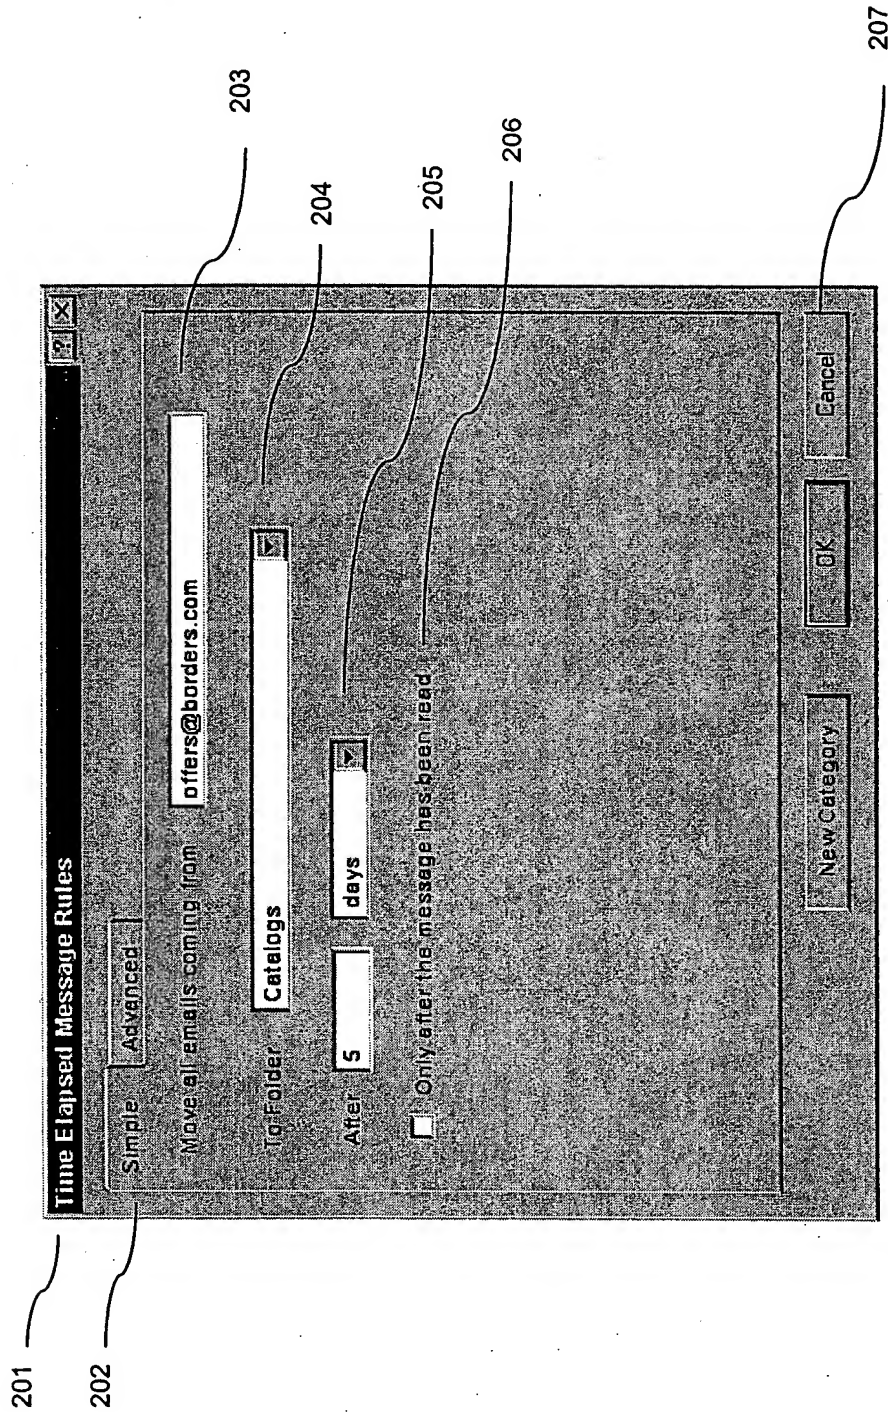 201
Time Elapsed Message Rules
? X
202
Simple Advanced
Move all emails coming from offers@borders.com
203
To Folder Catalogs
204
After 5 days
205
Only after the message has been read
206
New Category OK Cancel
207